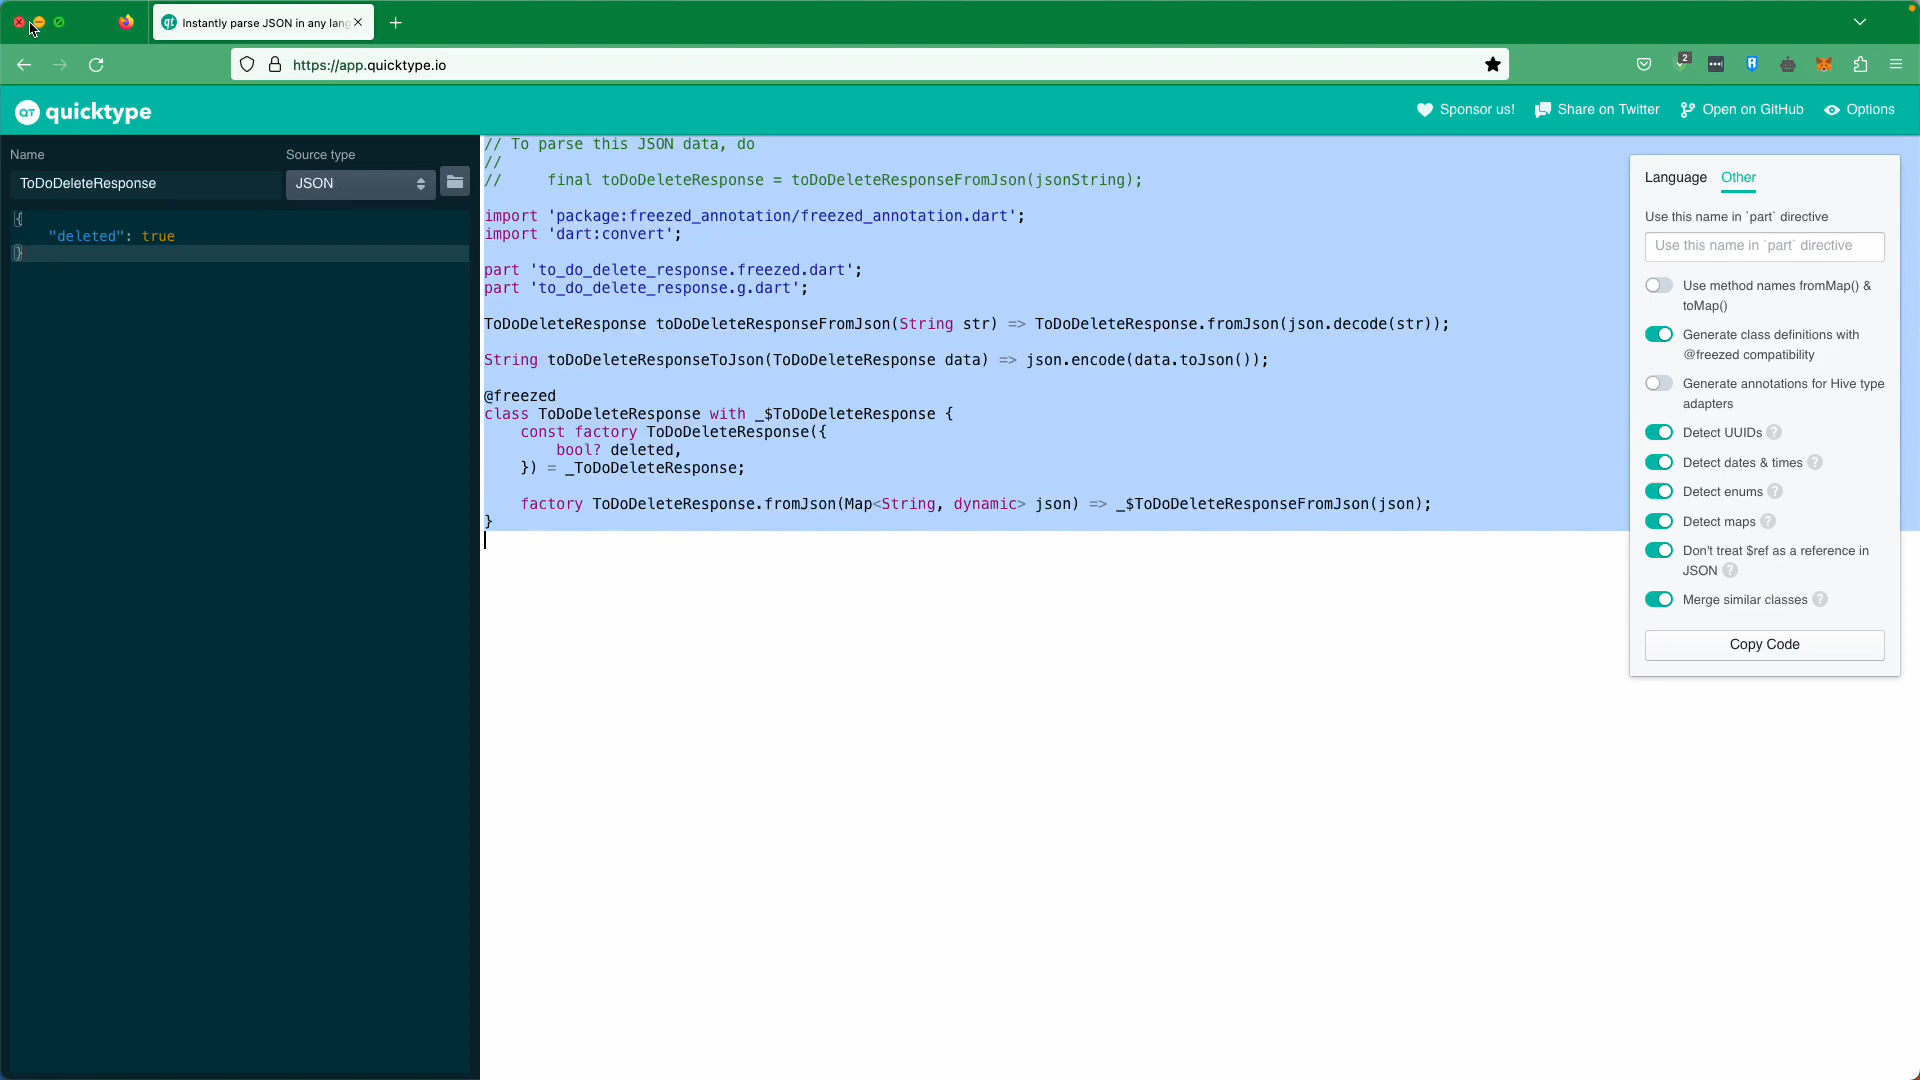 Instantly parse JSON in any lang
https://app.quicktype.io
2
quicktype
Sponsor us!
Share on Twitter
Open on GitHub
Options
Name
Source type
ToDoDeleteResponse
JSON
{
    "deleted": true
}
// To parse this JSON data, do
//
//     final toDoDeleteResponse = toDoDeleteResponseFromJson(jsonString);
import 'package:freezed_annotation/freezed_annotation.dart';
import 'dart:convert';
part 'to_do_delete_response.freezed.dart';
part 'to_do_delete_response.g.dart';
ToDoDeleteResponse toDoDeleteResponseFromJson(String str) => ToDoDeleteResponse.fromJson(json.decode(str));
String toDoDeleteResponseToJson(ToDoDeleteResponse data) => json.encode(data.toJson());
@freezed
class ToDoDeleteResponse with _$ToDoDeleteResponse {
    const factory ToDoDeleteResponse({
        bool? deleted,
    }) = _ToDoDeleteResponse;
    factory ToDoDeleteResponse.fromJson(Map<String, dynamic> json) => _$ToDoDeleteResponseFromJson(json);
}
Language
Other
Use this name in `part` directive
Use this name in `part` directive
Use method names fromMap() &
toMap()
Generate class definitions with
@freezed compatibility
Generate annotations for Hive type
adapters
Detect UUIDs ?
Detect dates & times ?
Detect enums ?
Detect maps ?
Don't treat $ref as a reference in
JSON ?
Merge similar classes ?
Copy Code